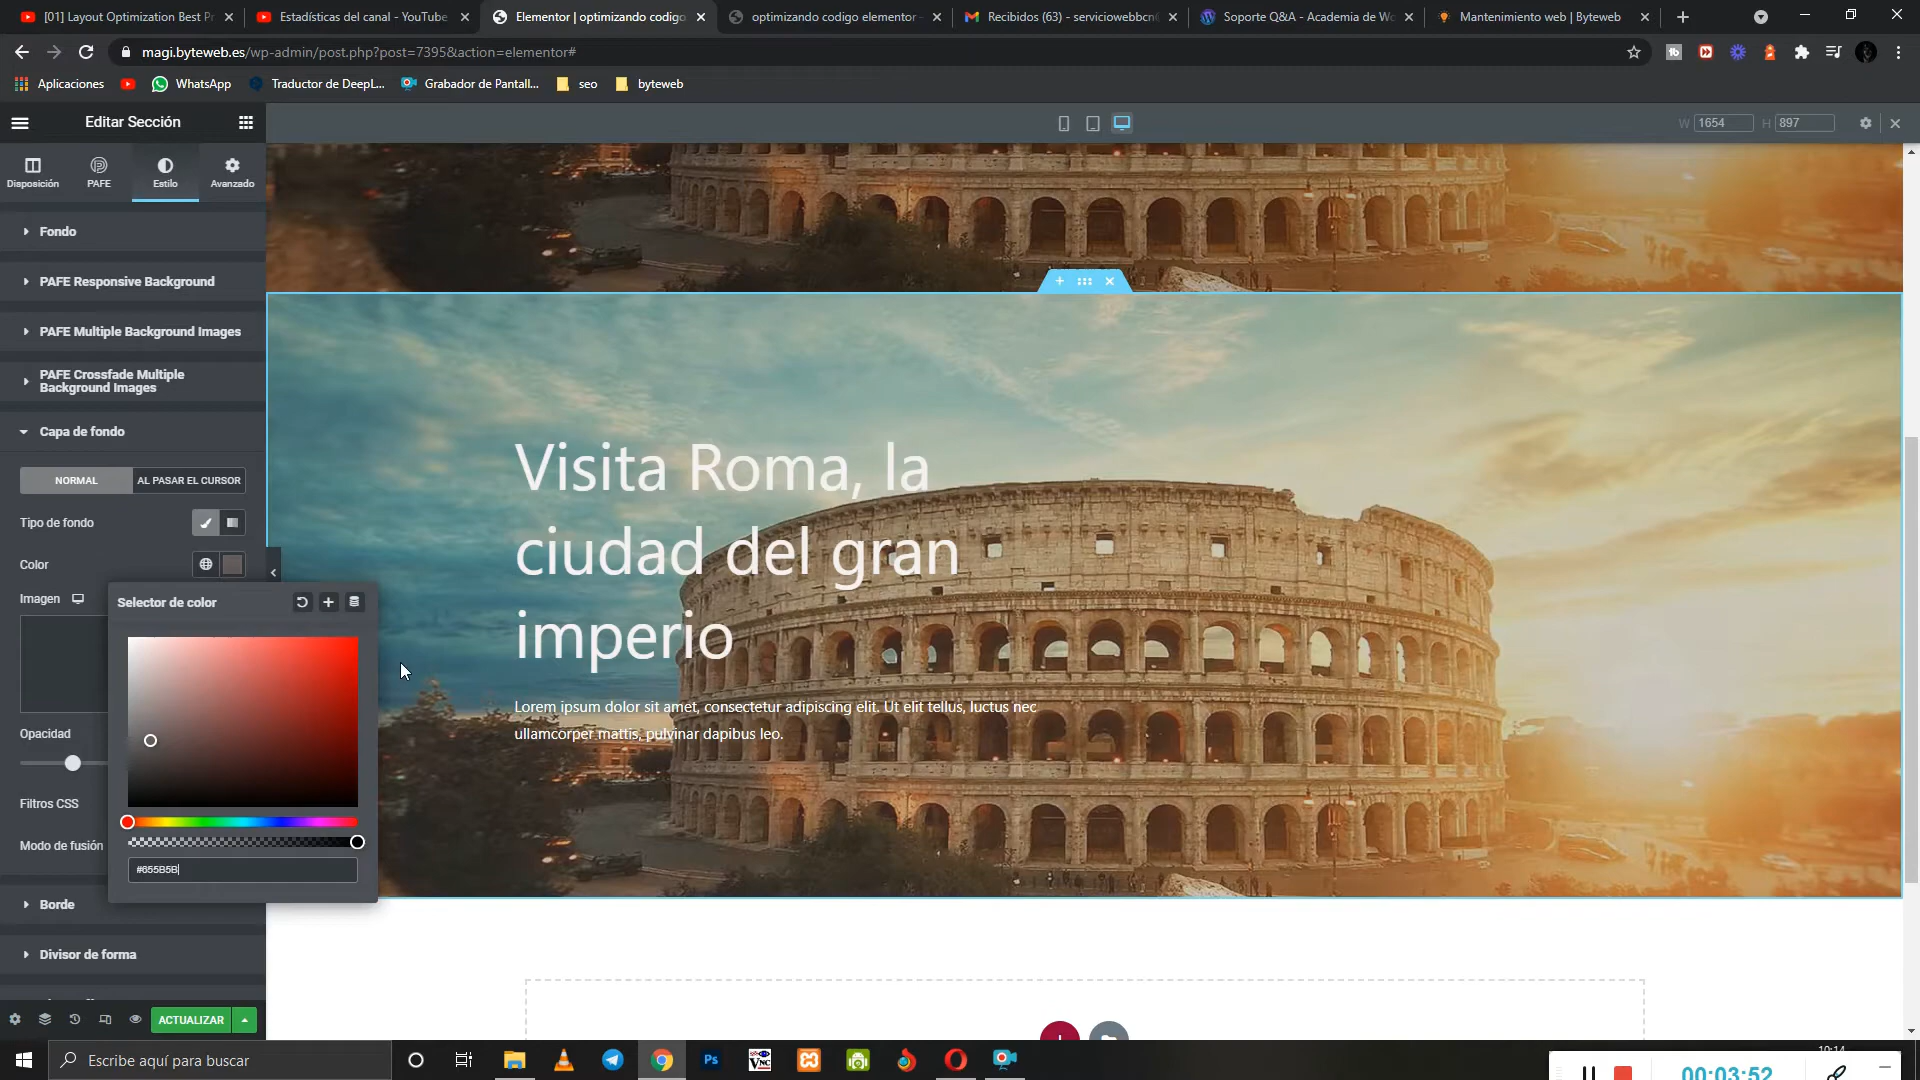 [01] Layout Optimization Best Pr
Estadísticas del canal - YouTube
Elementor | optimizando codigo
optimizando codigo elementor -
Recibidos (63) - serviciowebbcn
Soporte Q&A - Academia de Wo
Mantenimiento web | Byteweb
magi.byteweb.es/wp-admin/post.php?post=7395&action=elementor#
Aplicaciones
WhatsApp
Traductor de DeepL...
Grabador de Pantall...
seo
byteweb
Editar Sección
W 1654
H 897
Disposición
PAFE
Estilo
Avanzado
Fondo
PAFE Responsive Background
PAFE Multiple Background Images
PAFE Crossfade Multiple
Background Images
Capa de fondo
NORMAL
AL PASAR EL CURSOR
Tipo de fondo
Color
Imagen
Selector de color
Opacidad
Filtros CSS
Modo de fusión
#655B5B
Borde
Divisor de forma
ACTUALIZAR
Visita Roma, la
ciudad del gran
imperio
Lorem ipsum dolor sit amet, consectetur adipiscing elit. Ut elit tellus, luctus nec
ullamcorper mattis, pulvinar dapibus leo.
Escribe aquí para buscar
Ps
VNC
10:14
00:03:52